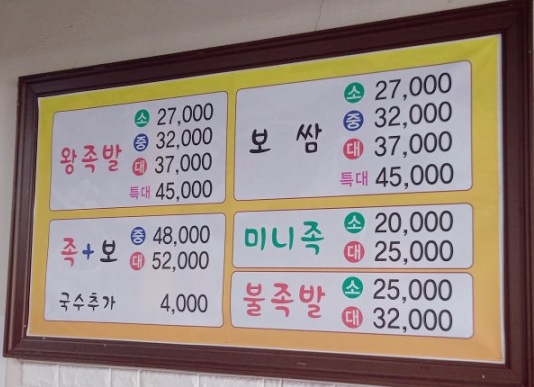 왕족발
소 27,000
중 32,000
대 37,000
특대 45,000
보 쌈
소 27,000
중 32,000
대 37,000
특대 45,000
족+보
중 48,000
대 52,000
국수추가 4,000
미니족
소 20,000
대 25,000
불족발
소 25,000
대 32,000